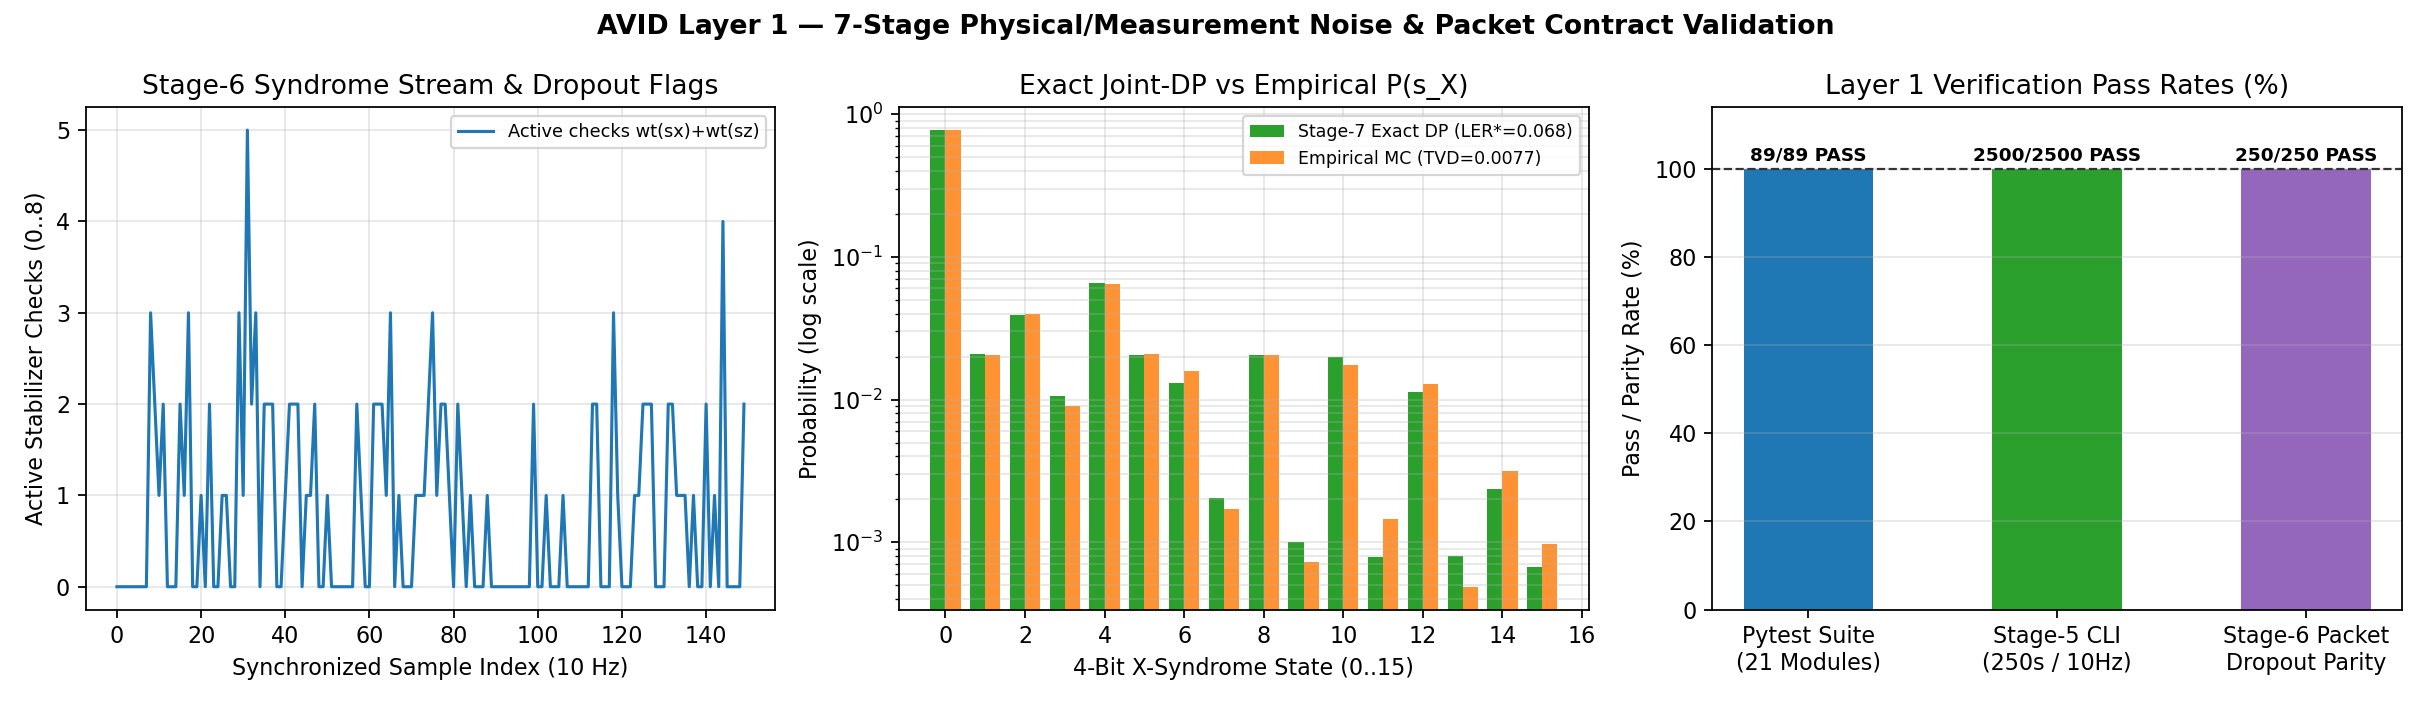 AVID Layer 1 — 7-Stage Physical/Measurement Noise & Packet Contract Validation
Stage-6 Syndrome Stream & Dropout Flags
Active checks wt(sx)+wt(sz)
Active Stabilizer Checks (0..8)
5
4
3
2
1
0
0 20 40 60 80 100 120 140
Synchronized Sample Index (10 Hz)
Exact Joint-DP vs Empirical P(s_X)
Stage-7 Exact DP (LER*=0.068)
Empirical MC (TVD=0.0077)
Probability (log scale)
10⁰
10⁻¹
10⁻²
10⁻³
0 2 4 6 8 10 12 14 16
4-Bit X-Syndrome State (0..15)
Layer 1 Verification Pass Rates (%)
89/89 PASS 2500/2500 PASS 250/250 PASS
Pass / Parity Rate (%)
100
80
60
40
20
0
Pytest Suite
(21 Modules)
Stage-5 CLI
(250s / 10Hz)
Stage-6 Packet
Dropout Parity